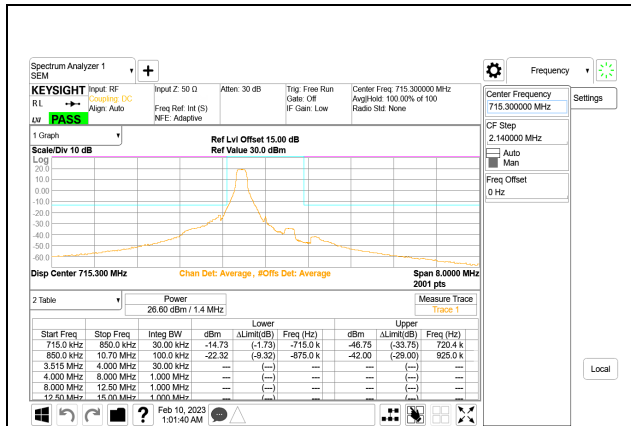 Spectrum Analyzer 1
SEM
Frequency
KEYSIGHT
RL
LXI
PASS
Input: RF
Coupling: DC
Align: Auto
Input Z: 50 Ω
Freq Ref: Int (S)
NFE: Adaptive
Atten: 30 dB
Trig: Free Run
Gate: Off
IF Gain: Low
Center Freq: 715.300000 MHz
Avg|Hold: 100.00% of 100
Radio Std: None
Center Frequency
715.300000 MHz
Settings
CF Step
2.140000 MHz
Auto
Man
Freq Offset
0 Hz
Local
1 Graph
Scale/Div 10 dB
Ref Lvl Offset 15.00 dB
Ref Value 30.0 dBm
Log
20.0
10.0
0.00
-10.0
-20.0
-30.0
-40.0
-50.0
-60.0
Disp Center 715.300 MHz
Chan Det: Average , #Offs Det: Average
Span 8.0000 MHz
2001 pts
2 Table
Power
26.60 dBm / 1.4 MHz
Measure Trace
Trace 1
Lower Upper
Start Freq Stop Freq Integ BW dBm ΔLimit(dB) Freq (Hz) dBm ΔLimit(dB) Freq (Hz)
715.0 kHz 850.0 kHz 30.00 kHz -14.73 (-1.73) -715.0 k -46.75 (-33.75) 720.4 k
850.0 kHz 10.70 MHz 100.0 kHz -22.32 (-9.32) -875.0 k -42.00 (-29.00) 925.0 k
3.515 MHz 4.000 MHz 30.00 kHz --- (---) --- --- (---) ---
4.000 MHz 8.000 MHz 1.000 MHz --- (---) --- --- (---) ---
8.000 MHz 12.50 MHz 1.000 MHz --- (---) --- --- (---) ---
12.50 MHz 15.00 MHz 1.000 MHz --- (---) --- --- (---) ---
?
Feb 10, 2023
1:01:40 AM